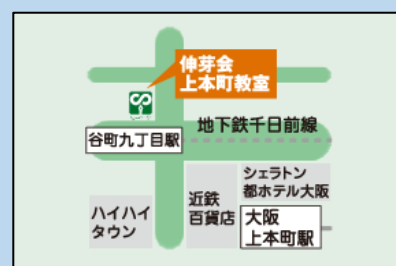 伸芽会
上本町教室
谷町九丁目駅
地下鉄千日前線
シェラトン
都ホテル大阪
近鉄
百貨店
ハイハイ
タウン
大阪
上本町駅